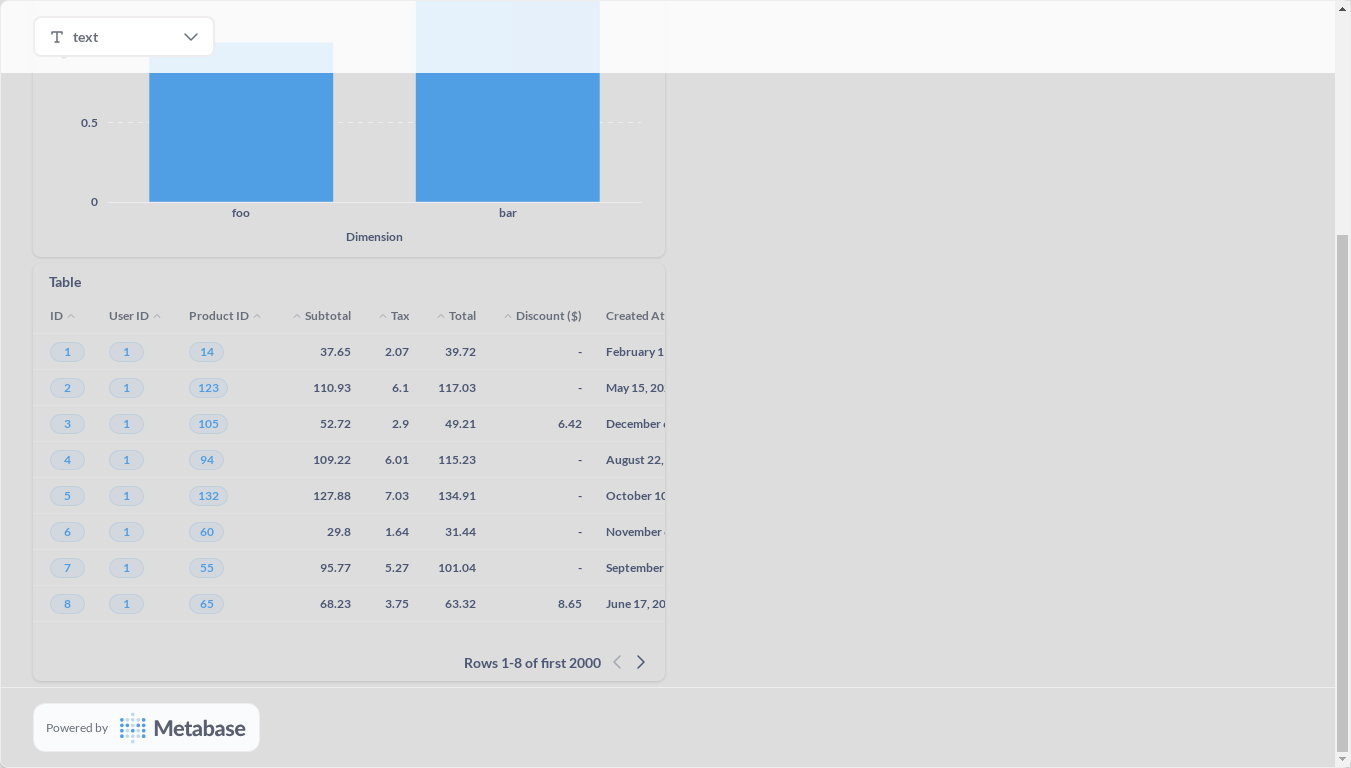 text
0.5
0
foo bar
Dimension
Table
ID User ID Product ID Subtotal Tax Total Discount ($) Created At
1 1 14 37.65 2.07 39.72 - February 1
2 1 123 110.93 6.1 117.03 - May 15, 20
3 1 105 52.72 2.9 49.21 6.42 December
4 1 94 109.22 6.01 115.23 - August 22,
5 1 132 127.88 7.03 134.91 - October 10
6 1 60 29.8 1.64 31.44 - November
7 1 55 95.77 5.27 101.04 - September
8 1 65 68.23 3.75 63.32 8.65 June 17, 20
Rows 1-8 of first 2000
Powered by Metabase